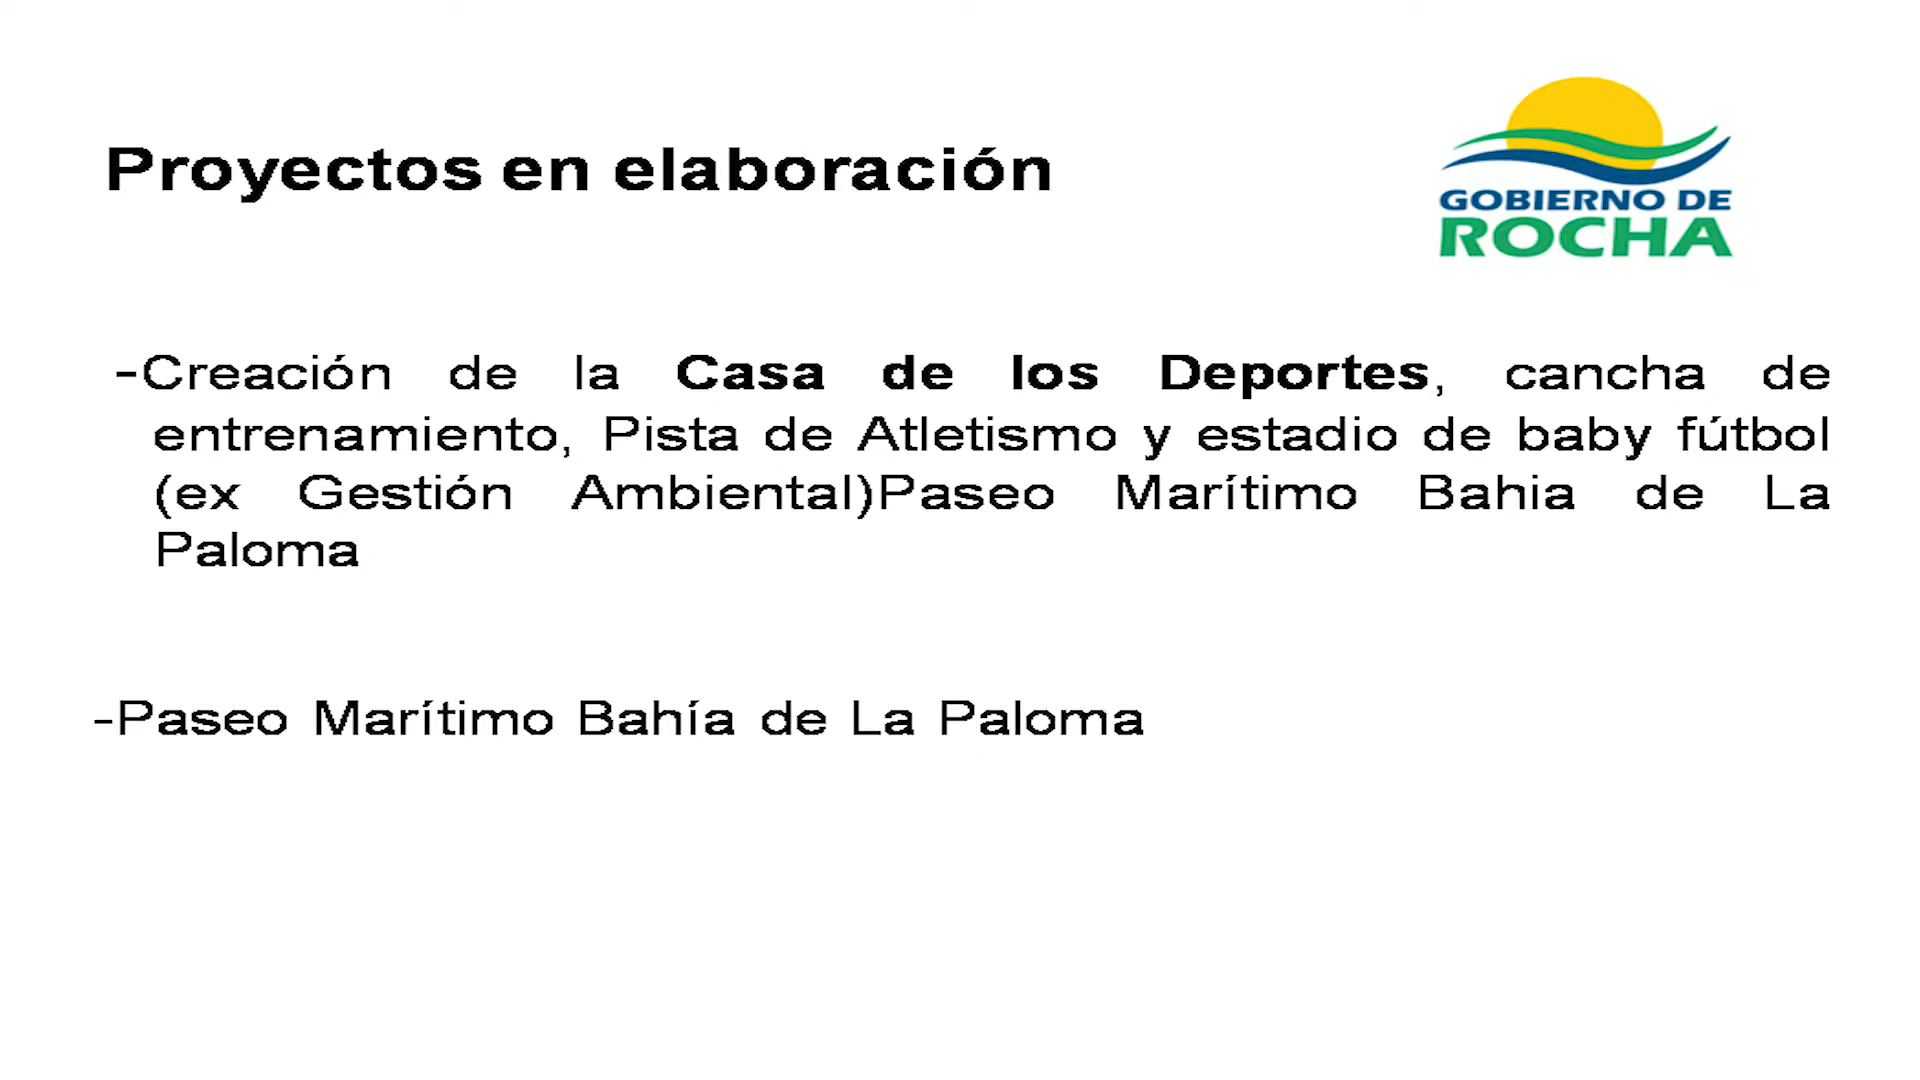 Proyectos en elaboración
GOBIERNO DE
ROCHA
-Creación de la Casa de los Deportes, cancha de
entrenamiento, Pista de Atletismo y estadio de baby fútbol
(ex Gestión Ambiental)Paseo Marítimo Bahia de La
Paloma
-Paseo Marítimo Bahía de La Paloma